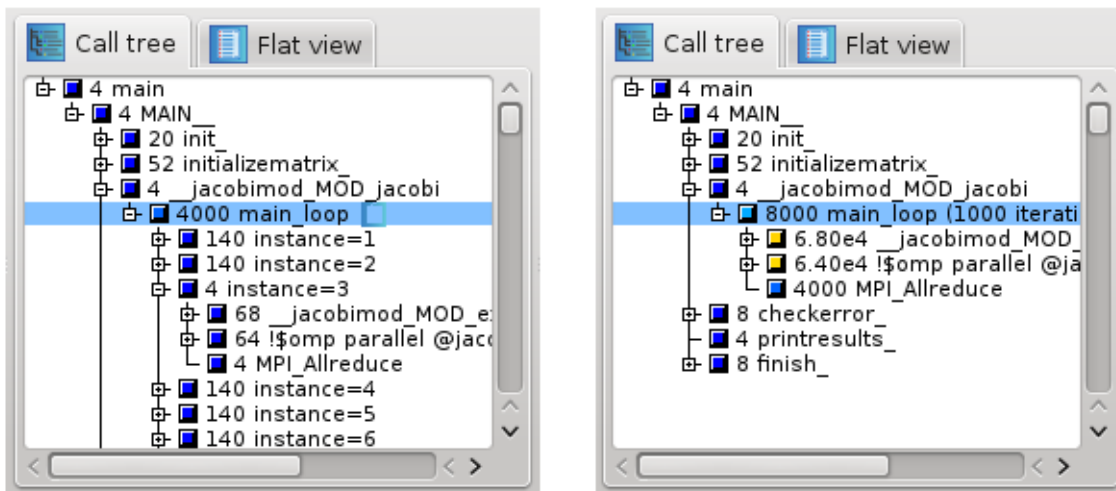 Call tree
Flat view
4 main
4 MAIN__
20 init_
52 initializematrix_
4 __jacobimod_MOD_jacobi
4000 main_loop
140 instance=1
140 instance=2
4 instance=3
68 __jacobimod_MOD_e
64 !$omp parallel @jaco
4 MPI_Allreduce
140 instance=4
140 instance=5
140 instance=6
Call tree
Flat view
4 main
4 MAIN__
20 init_
52 initializematrix_
4 __jacobimod_MOD_jacobi
8000 main_loop (1000 iterati
6.80e4 __jacobimod_MOD_
6.40e4 !$omp parallel @ja
4000 MPI_Allreduce
8 checkerror_
4 printresults_
8 finish_